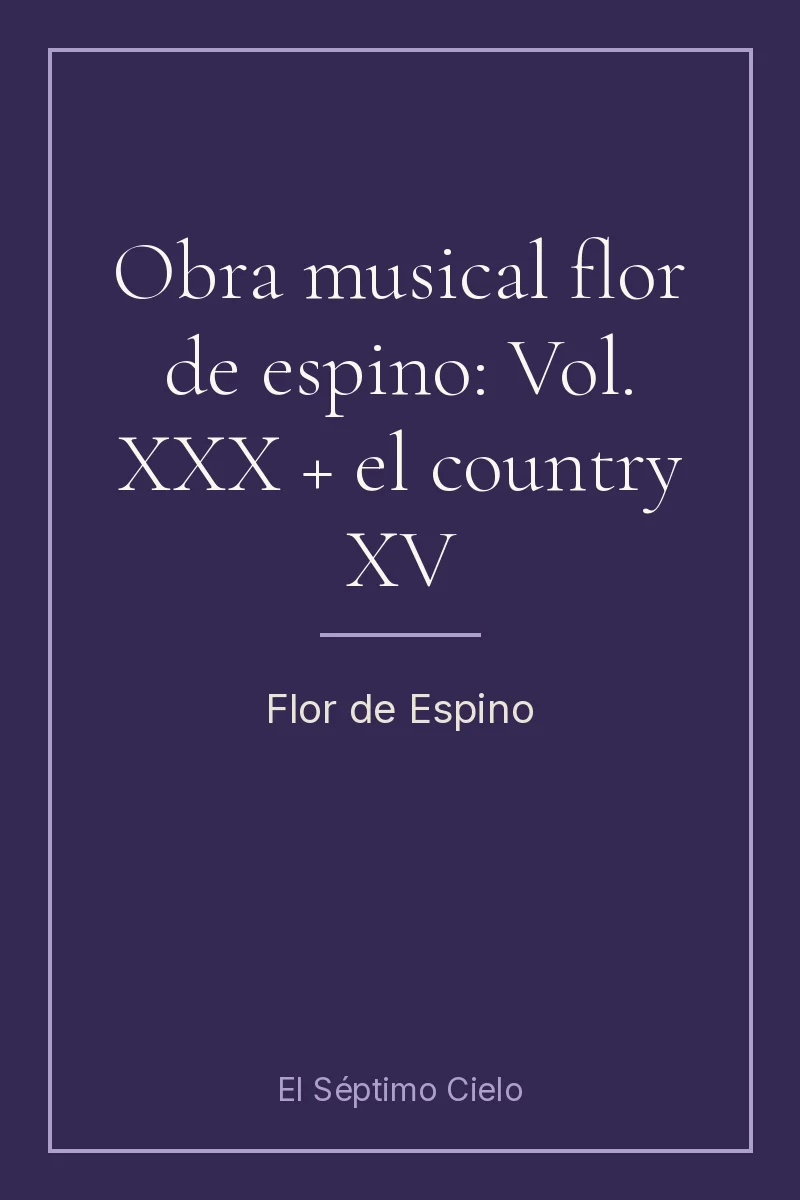 Obra musical flor
de espino: Vol.
XXX + el country
XV
Flor de Espino
El Séptimo Cielo